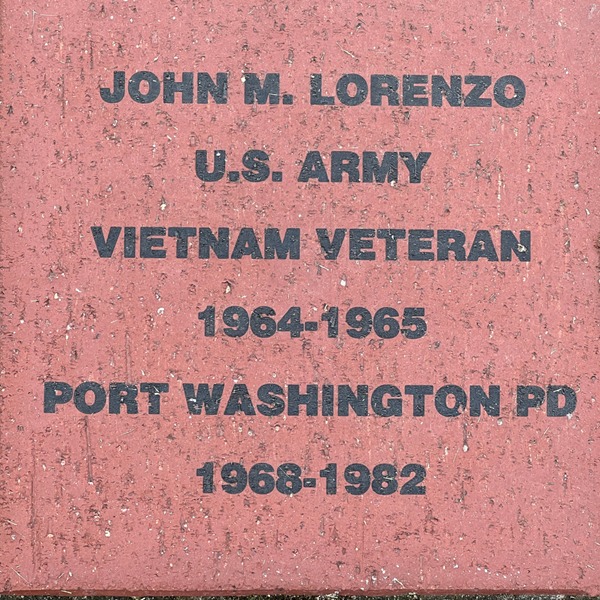 JOHN M. LORENZO
U.S. ARMY
VIETNAM VETERAN
1964-1965
PORT WASHINGTON PD
1968-1982